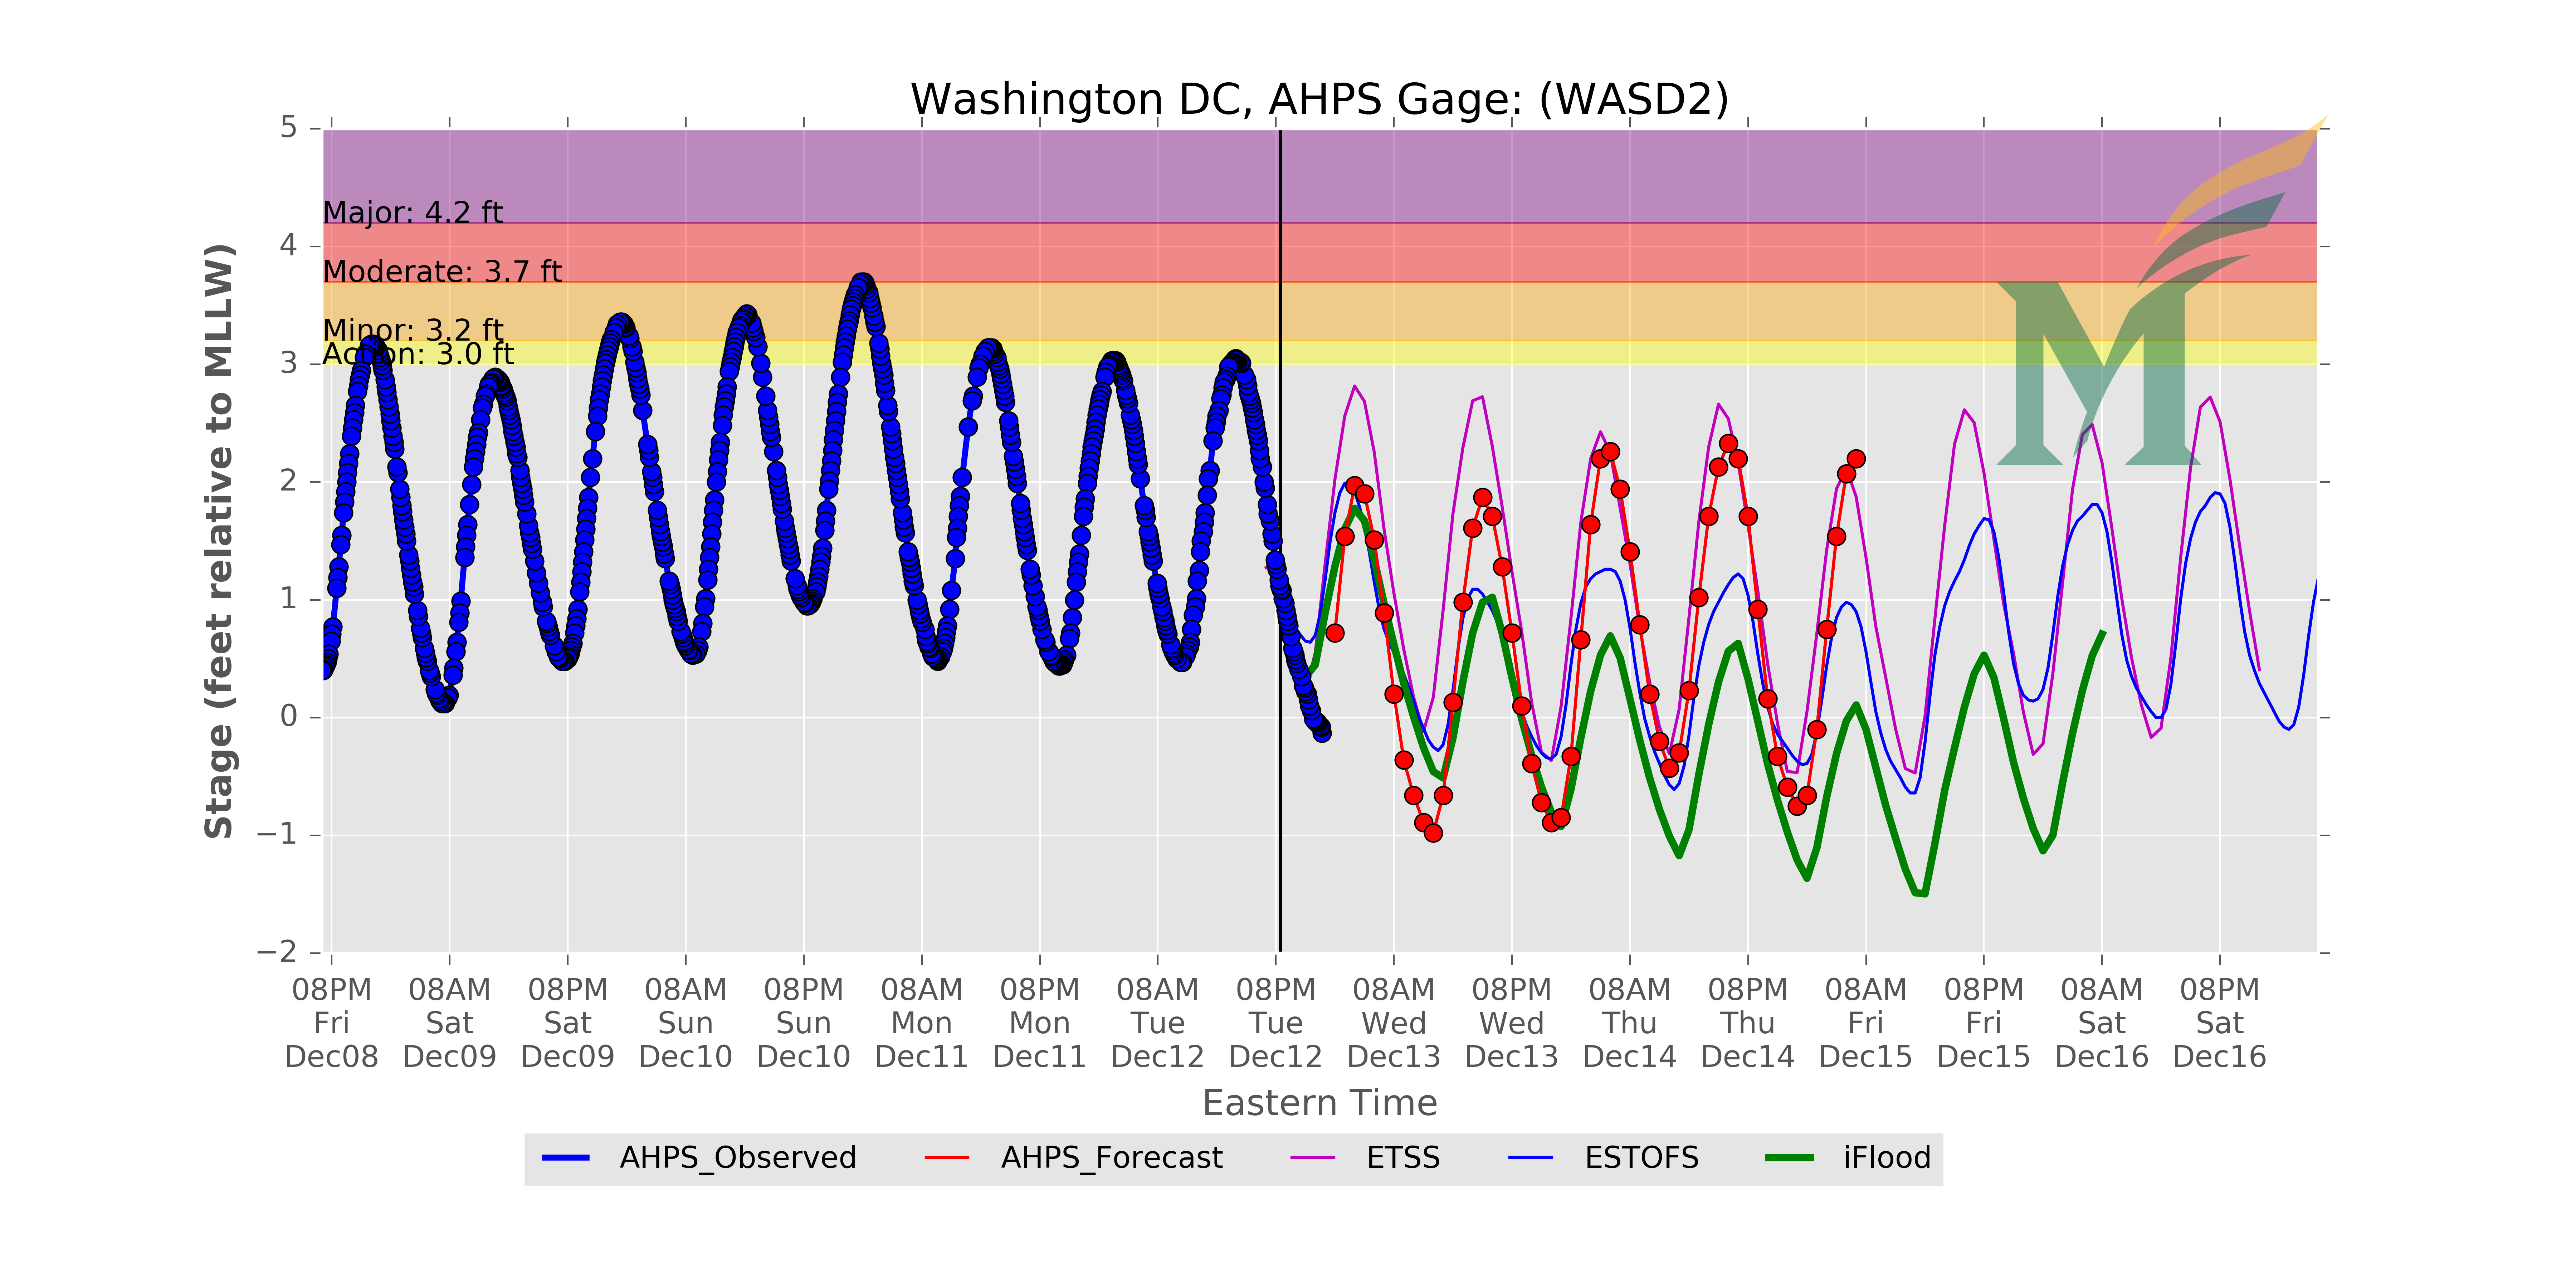 Washington DC, AHPS Gage: (WASD2)
5
4
3
2
1
0
−1
−2
Stage (feet relative to MLLW)
Major: 4.2 ft
Moderate: 3.7 ft
Minor: 3.2 ft
Action: 3.0 ft
M
08PM 08AM 08PM 08AM 08PM 08AM 08PM 08AM 08PM 08AM 08PM 08AM 08PM 08AM 08PM 08AM 08PM
Fri Sat Sat Sun Sun Mon Mon Tue Tue Wed Wed Thu Thu Fri Fri Sat Sat
Dec08 Dec09 Dec09 Dec10 Dec10 Dec11 Dec11 Dec12 Dec12 Dec13 Dec13 Dec14 Dec14 Dec15 Dec15 Dec16 Dec16
Eastern Time
AHPS_Observed AHPS_Forecast ETSS ESTOFS iFlood